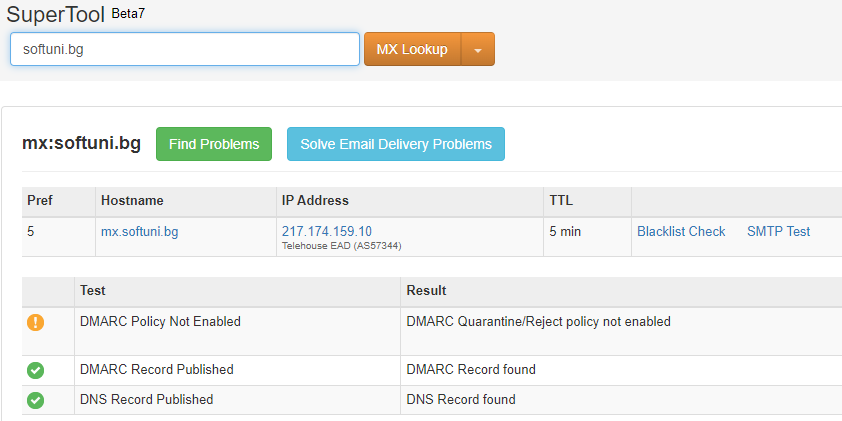 SuperTool Beta7
softuni.bg MX Lookup
mx:softuni.bg Find Problems Solve Email Delivery Problems
Pref Hostname IP Address TTL
5 mx.softuni.bg 217.174.159.10 5 min Blacklist Check SMTP Test
Telehouse EAD (AS57344)
Test Result
DMARC Policy Not Enabled DMARC Quarantine/Reject policy not enabled
DMARC Record Published DMARC Record found
DNS Record Published DNS Record found